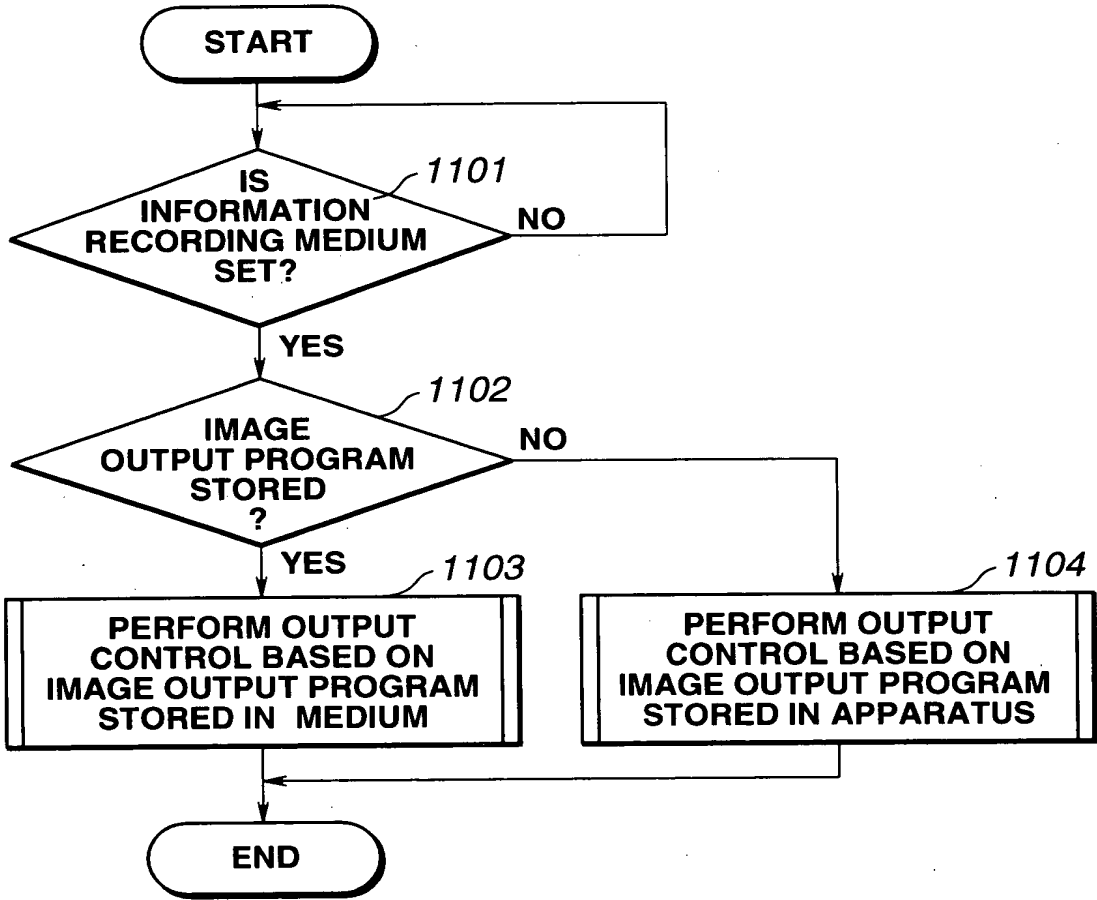 START
1101
IS
INFORMATION
RECORDING MEDIUM
SET?
NO
YES
1102
IMAGE
OUTPUT PROGRAM
STORED
?
NO
YES
1103
PERFORM OUTPUT
CONTROL BASED ON
IMAGE OUTPUT PROGRAM
STORED IN MEDIUM
1104
PERFORM OUTPUT
CONTROL BASED ON
IMAGE OUTPUT PROGRAM
STORED IN APPARATUS
END